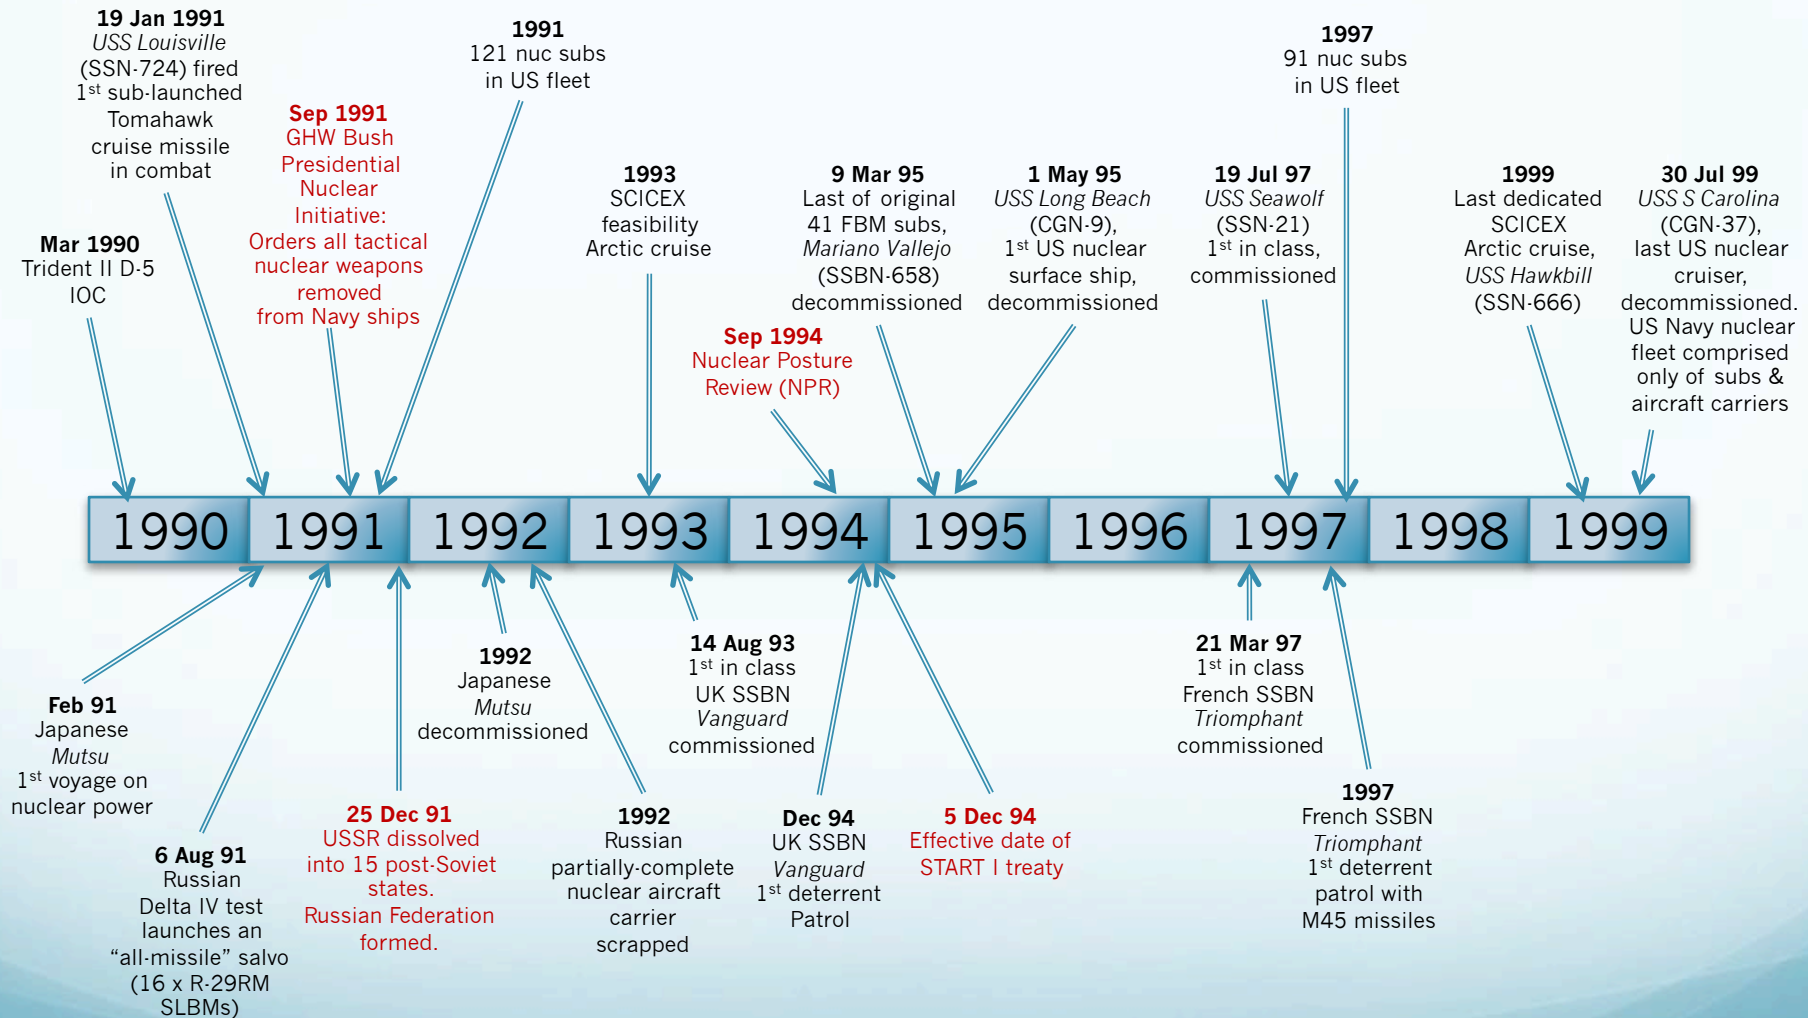 19 Jan 1991
USS Louisville
(SSN-724) fired
1st sub-launched
Tomahawk
cruise missile
in combat
1991
121 nuc subs
in US fleet
1997
91 nuc subs
in US fleet
Sep 1991
GHW Bush
Presidential
Nuclear
Initiative:
Orders all tactical
nuclear weapons
removed
from Navy ships
Mar 1990
Trident II D-5
IOC
1993
SCICEX
feasibility
Arctic cruise
Sep 1994
Nuclear Posture
Review (NPR)
9 Mar 95
Last of original
41 FBM subs,
Mariano Vallejo
(SSBN-658)
decommissioned
1 May 95
USS Long Beach
(CGN-9),
1st US nuclear
surface ship,
decommissioned
19 Jul 97
USS Seawolf
(SSN-21)
1st in class,
commissioned
1999
Last dedicated
SCICEX
Arctic cruise,
USS Hawkbill
(SSN-666)
30 Jul 99
USS S Carolina
(CGN-37),
last US nuclear
cruiser,
decommissioned.
US Navy nuclear
fleet comprised
only of subs &
aircraft carriers
1990 1991 1992 1993 1994 1995 1996 1997 1998 1999
Feb 91
Japanese
Mutsu
1st voyage on
nuclear power
6 Aug 91
Russian
Delta IV test
launches an
“all-missile” salvo
(16 x R-29RM
SLBMs)
25 Dec 91
USSR dissolved
into 15 post-Soviet
states.
Russian Federation
formed.
1992
Japanese
Mutsu
decommissioned
1992
Russian
partially-complete
nuclear aircraft
carrier
scrapped
14 Aug 93
1st in class
UK SSBN
Vanguard
commissioned
Dec 94
UK SSBN
Vanguard
1st deterrent
Patrol
5 Dec 94
Effective date of
START I treaty
21 Mar 97
1st in class
French SSBN
Triomphant
commissioned
1997
French SSBN
Triomphant
1st deterrent
patrol with
M45 missiles